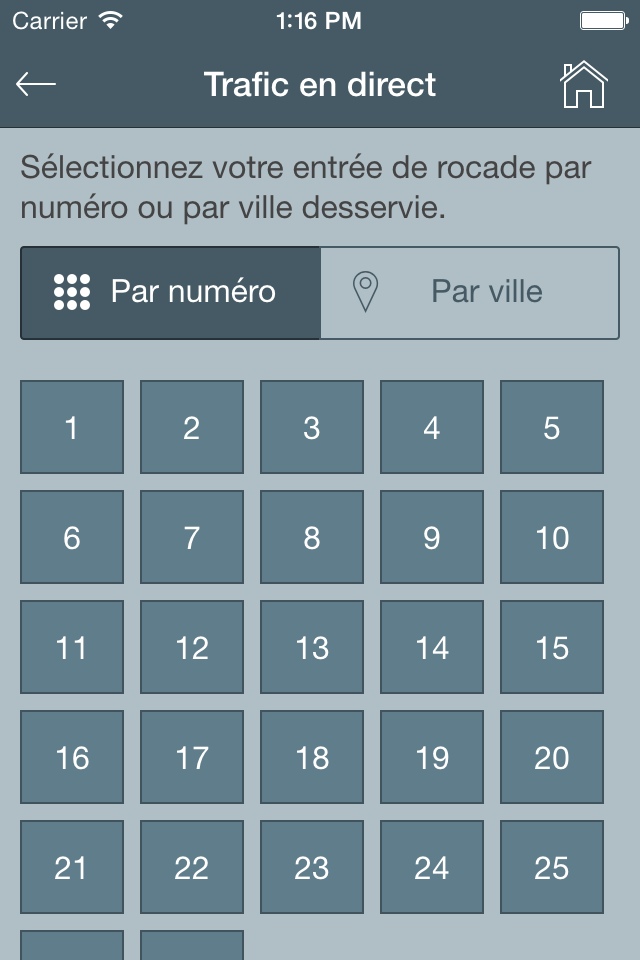 Carrier 1:16 PM
Trafic en direct
Sélectionnez votre entrée de rocade par
numéro ou par ville desservie.
Par numéro Par ville
1 2 3 4 5
6 7 8 9 10
11 12 13 14 15
16 17 18 19 20
21 22 23 24 25